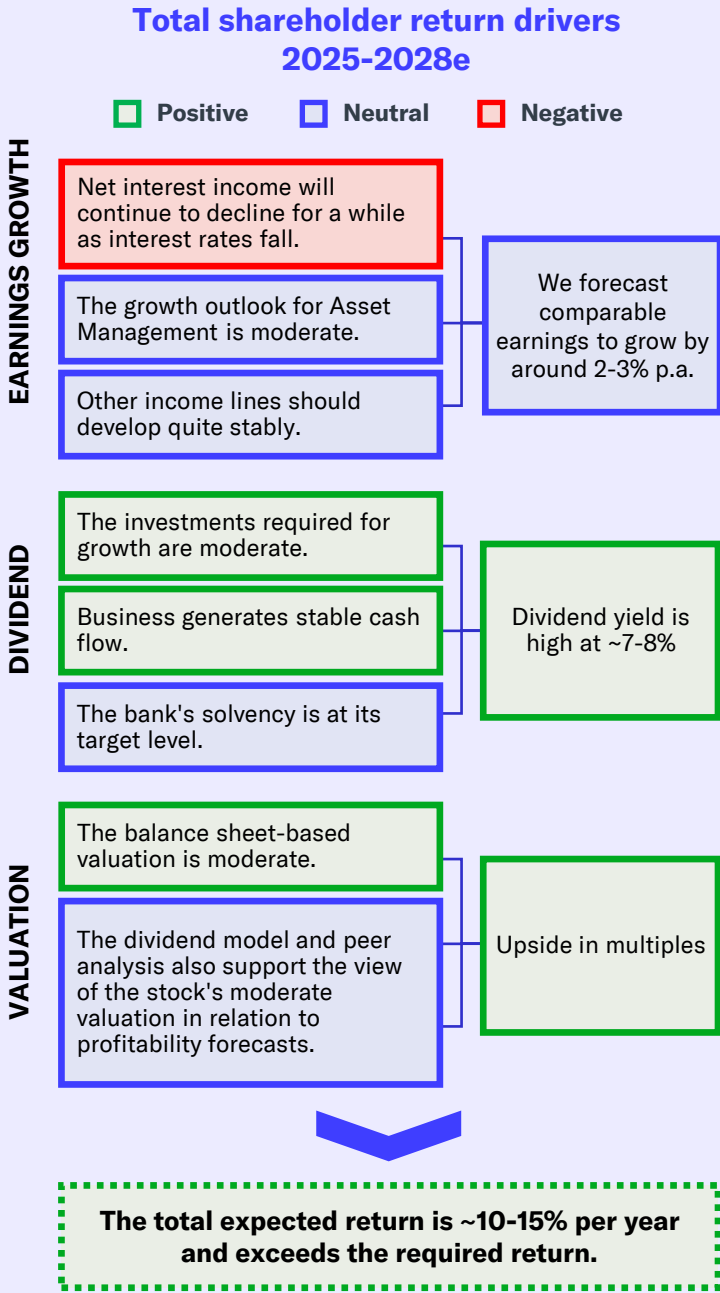 Total shareholder return drivers
2025-2028e
Positive
Neutral
Negative
EARNINGS GROWTH
Net interest income will
continue to decline for a while
as interest rates fall.
The growth outlook for Asset
Management is moderate.
Other income lines should
develop quite stably.
We forecast
comparable
earnings to grow by
around 2-3% p.a.
DIVIDEND
The investments required for
growth are moderate.
Business generates stable cash
flow.
The bank's solvency is at its
target level.
Dividend yield is
high at ~7-8%
VALUATION
The balance sheet-based
valuation is moderate.
The dividend model and peer
analysis also support the view
of the stock's moderate
valuation in relation to
profitability forecasts.
Upside in multiples
The total expected return is ~10-15% per year
and exceeds the required return.